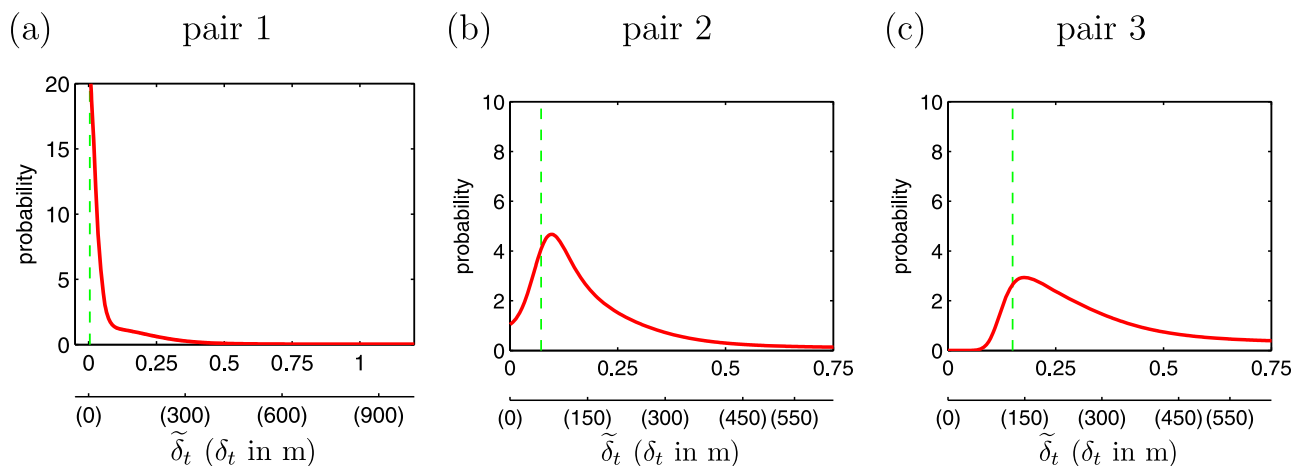 (a) pair 1
20
15
10
5
0
probability
0 0.25 0.5 0.75 1
(0) (300) (600) (900)
δ̃ₜ (δₜ in m)
(b) pair 2
10
8
6
4
2
0
probability
0 0.25 0.5 0.75
(0) (150) (300) (450) (550)
δ̃ₜ (δₜ in m)
(c) pair 3
10
8
6
4
2
0
probability
0 0.25 0.5 0.75
(0) (150) (300) (450) (550)
δ̃ₜ (δₜ in m)